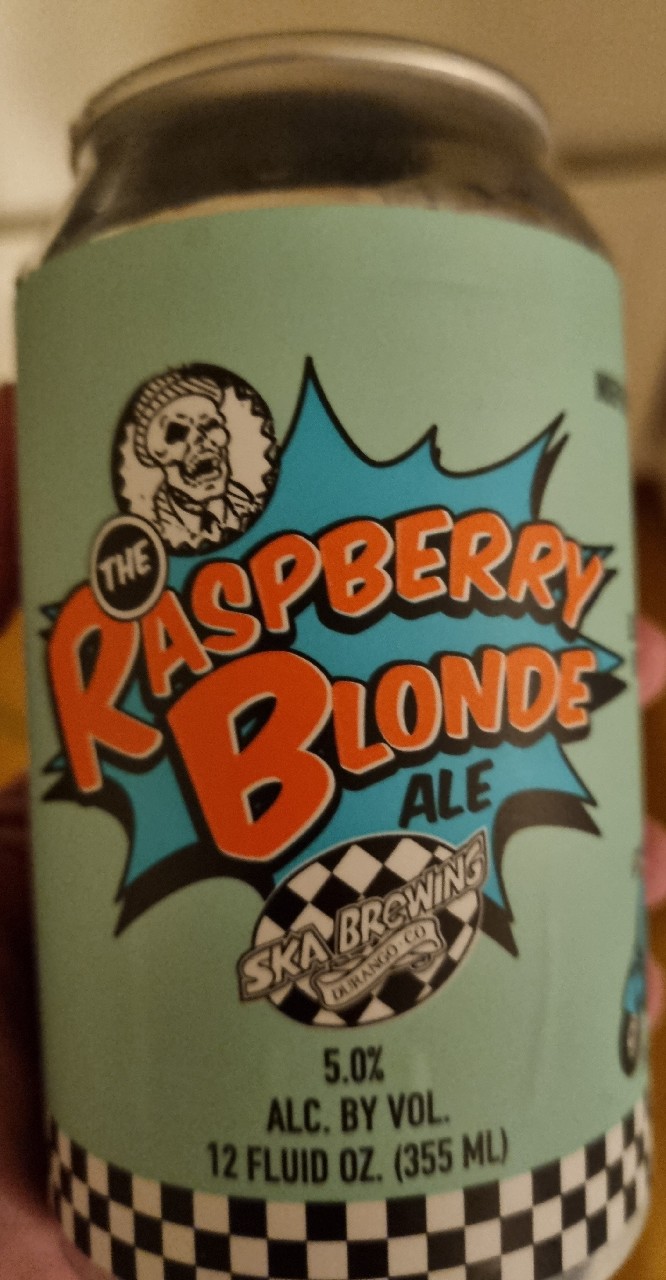 THE
RASPBERRY
BLONDE
ALE
SKA BREWING
DURANGO·CO
5.0%
ALC. BY VOL.
12 FLUID OZ. (355 ML)